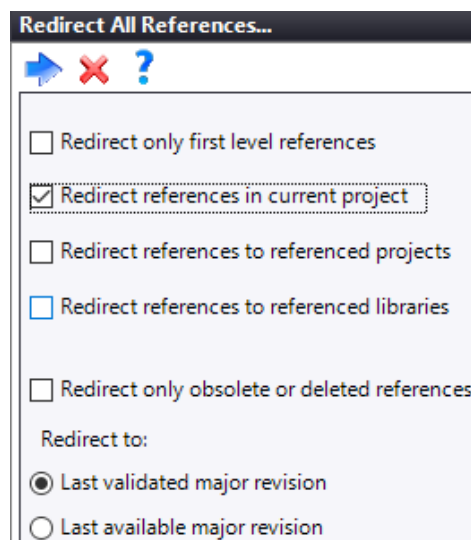 Redirect All References...
?
Redirect only first level references
Redirect references in current project
Redirect references to referenced projects
Redirect references to referenced libraries
Redirect only obsolete or deleted references
Redirect to:
Last validated major revision
Last available major revision